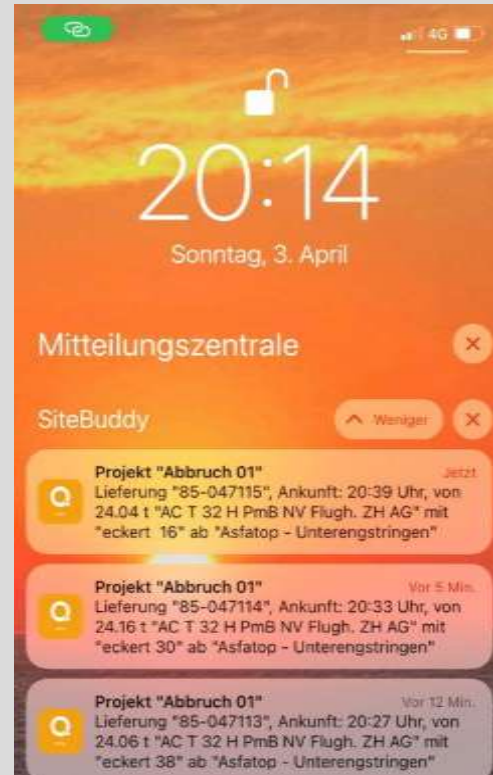 4G
20:14
Sonntag, 3. April
Mitteilungszentrale
SiteBuddy
Weniger
Projekt "Abbruch 01"
Jetzt
Lieferung "85-047115", Ankunft: 20:39 Uhr, von
24.04 t "AC T 32 H PmB NV Flugh. ZH AG" mit
"eckert 16" ab "Asfatop - Unterengstringen"
Projekt "Abbruch 01"
Vor 5 Min.
Lieferung "85-047114", Ankunft: 20:33 Uhr, von
24.16 t "AC T 32 H PmB NV Flugh. ZH AG" mit
"eckert 30" ab "Asfatop - Unterengstringen"
Projekt "Abbruch 01"
Vor 12 Min.
Lieferung "85-047113", Ankunft: 20:27 Uhr, von
24.06 t "AC T 32 H PmB NV Flugh. ZH AG" mit
"eckert 38" ab "Asfatop - Unterengstringen"